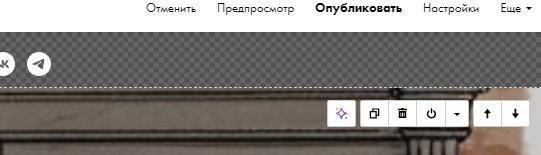 Отменить Предпросмотр Опубликовать Настройки Еще